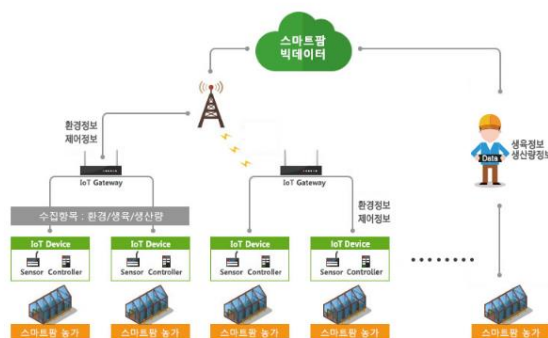 스마트팜
빅데이터
환경정보
제어정보
IoT Gateway
IoT Gateway
Data
생육정보
생산량정보
수집항목 : 환경/생육/생산량
환경정보
제어정보
IoT Device
Sensor Controller
IoT Device
Sensor Controller
IoT Device
Sensor Controller
IoT Device
Sensor Controller
스마트팜 농가
스마트팜 농가
스마트팜 농가
스마트팜 농가
스마트팜 농가